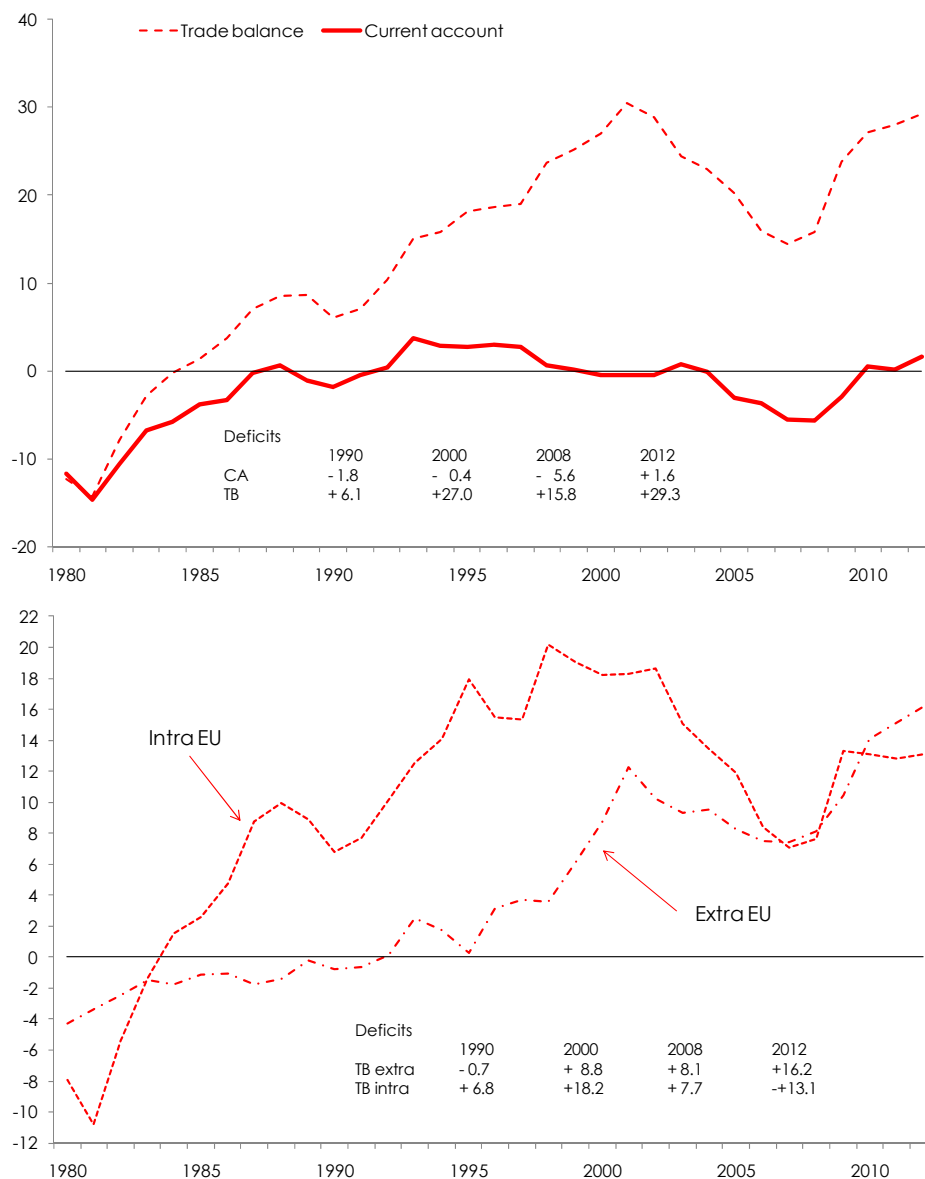 40
Trade balance Current account
30
20
10
0
Deficits
1990 2000 2008 2012
CA - 1.8 - 0.4 - 5.6 + 1.6
TB + 6.1 +27.0 +15.8 +29.3
-10
-20
1980 1985 1990 1995 2000 2005 2010
22
20
18
16
14
Intra EU
12
10
8
6
4
Extra EU
2
0
-2
-4
Deficits
-6
1990 2000 2008 2012
TB extra - 0.7 + 8.8 + 8.1 +16.2
-8
TB intra + 6.8 +18.2 + 7.7 -+13.1
-10
-12
1980 1985 1990 1995 2000 2005 2010